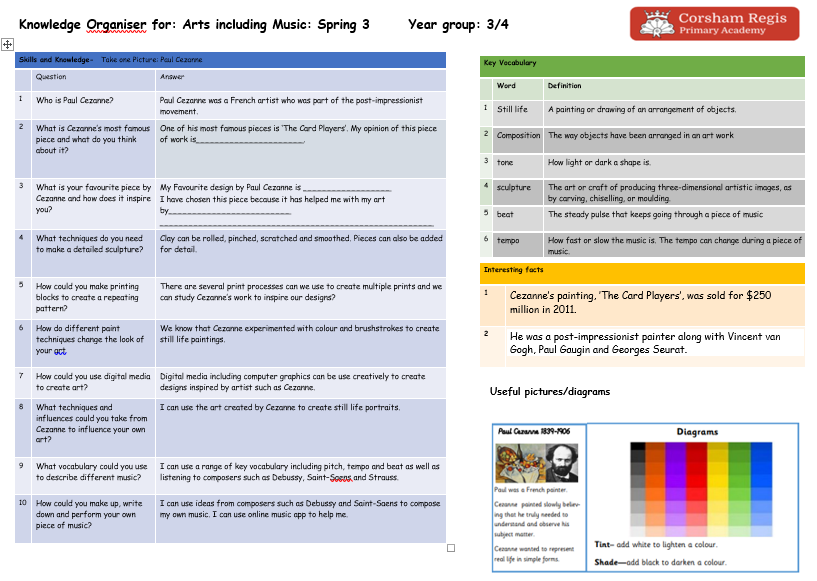 Knowledge Organiser for: Arts including Music: Spring 3 Year group: 3/4
Corsham Regis
Primary Academy
Skills and Knowledge- Take one Picture: Paul Cezanne
Question Answer
1 Who is Paul Cezanne? Paul Cezanne was a French artist who was part of the post-impressionist
movement.
2 What is Cezanne's most famous
piece and what do you think
about it?
One of his most famous pieces is 'The Card Players'. My opinion of this piece
of work is______________________.
3 What is your favourite piece by
Cezanne and how does it inspire
you?
My Favourite design by Paul Cezanne is __________________
I have chosen this piece because it has helped me with my art
by_________________________
________________________________________________________
4 What techniques do you need
to make a detailed sculpture?
Clay can be rolled, pinched, scratched and smoothed. Pieces can also be added
for detail.
5 How could you make printing
blocks to create a repeating
pattern?
There are several print processes can we use to create multiple prints and we
can study Cezanne's work to inspire our designs?
6 How do different paint
techniques change the look of
your art
We know that Cezanne experimented with colour and brushstrokes to create
still life paintings.
7 How could you use digital media
to create art?
Digital media including computer graphics can be use creatively to create
designs inspired by artist such as Cezanne.
8 What techniques and
influences could you take from
Cezanne to influence your own
art?
I can use the art created by Cezanne to create still life portraits.
9 What vocabulary could you use
to describe different music?
I can use a range of key vocabulary including pitch, tempo and beat as well as
listening to composers such as Debussy, Saint-Saens and Strauss.
10 How could you make up, write
down and perform your own
piece of music?
I can use ideas from composers such as Debussy and Saint-Saens to compose
my own music. I can use online music app to help me.
Key Vocabulary
Word Definition
1 Still life A painting or drawing of an arrangement of objects.
2 Composition The way objects have been arranged in an art work
3 tone How light or dark a shape is.
4 sculpture The art or craft of producing three-dimensional artistic images, as
by carving, chiselling, or moulding.
5 beat The steady pulse that keeps going through a piece of music
6 tempo How fast or slow the music is. The tempo can change during a piece of
music.
Interesting facts
1 Cezanne's painting, 'The Card Players', was sold for $250
million in 2011.
2 He was a post-impressionist painter along with Vincent van
Gogh, Paul Gaugin and Georges Seurat.
Useful pictures/diagrams
Paul Cezanne 1839-1906
Paul was a French painter.
Cezanne painted slowly believ-
ing that he truly needed to
understand and observe his
subject matter.
Cezanne wanted to represent
real life in simple forms.
Diagrams
Tint- add white to lighten a colour.
Shade—add black to darken a colour.